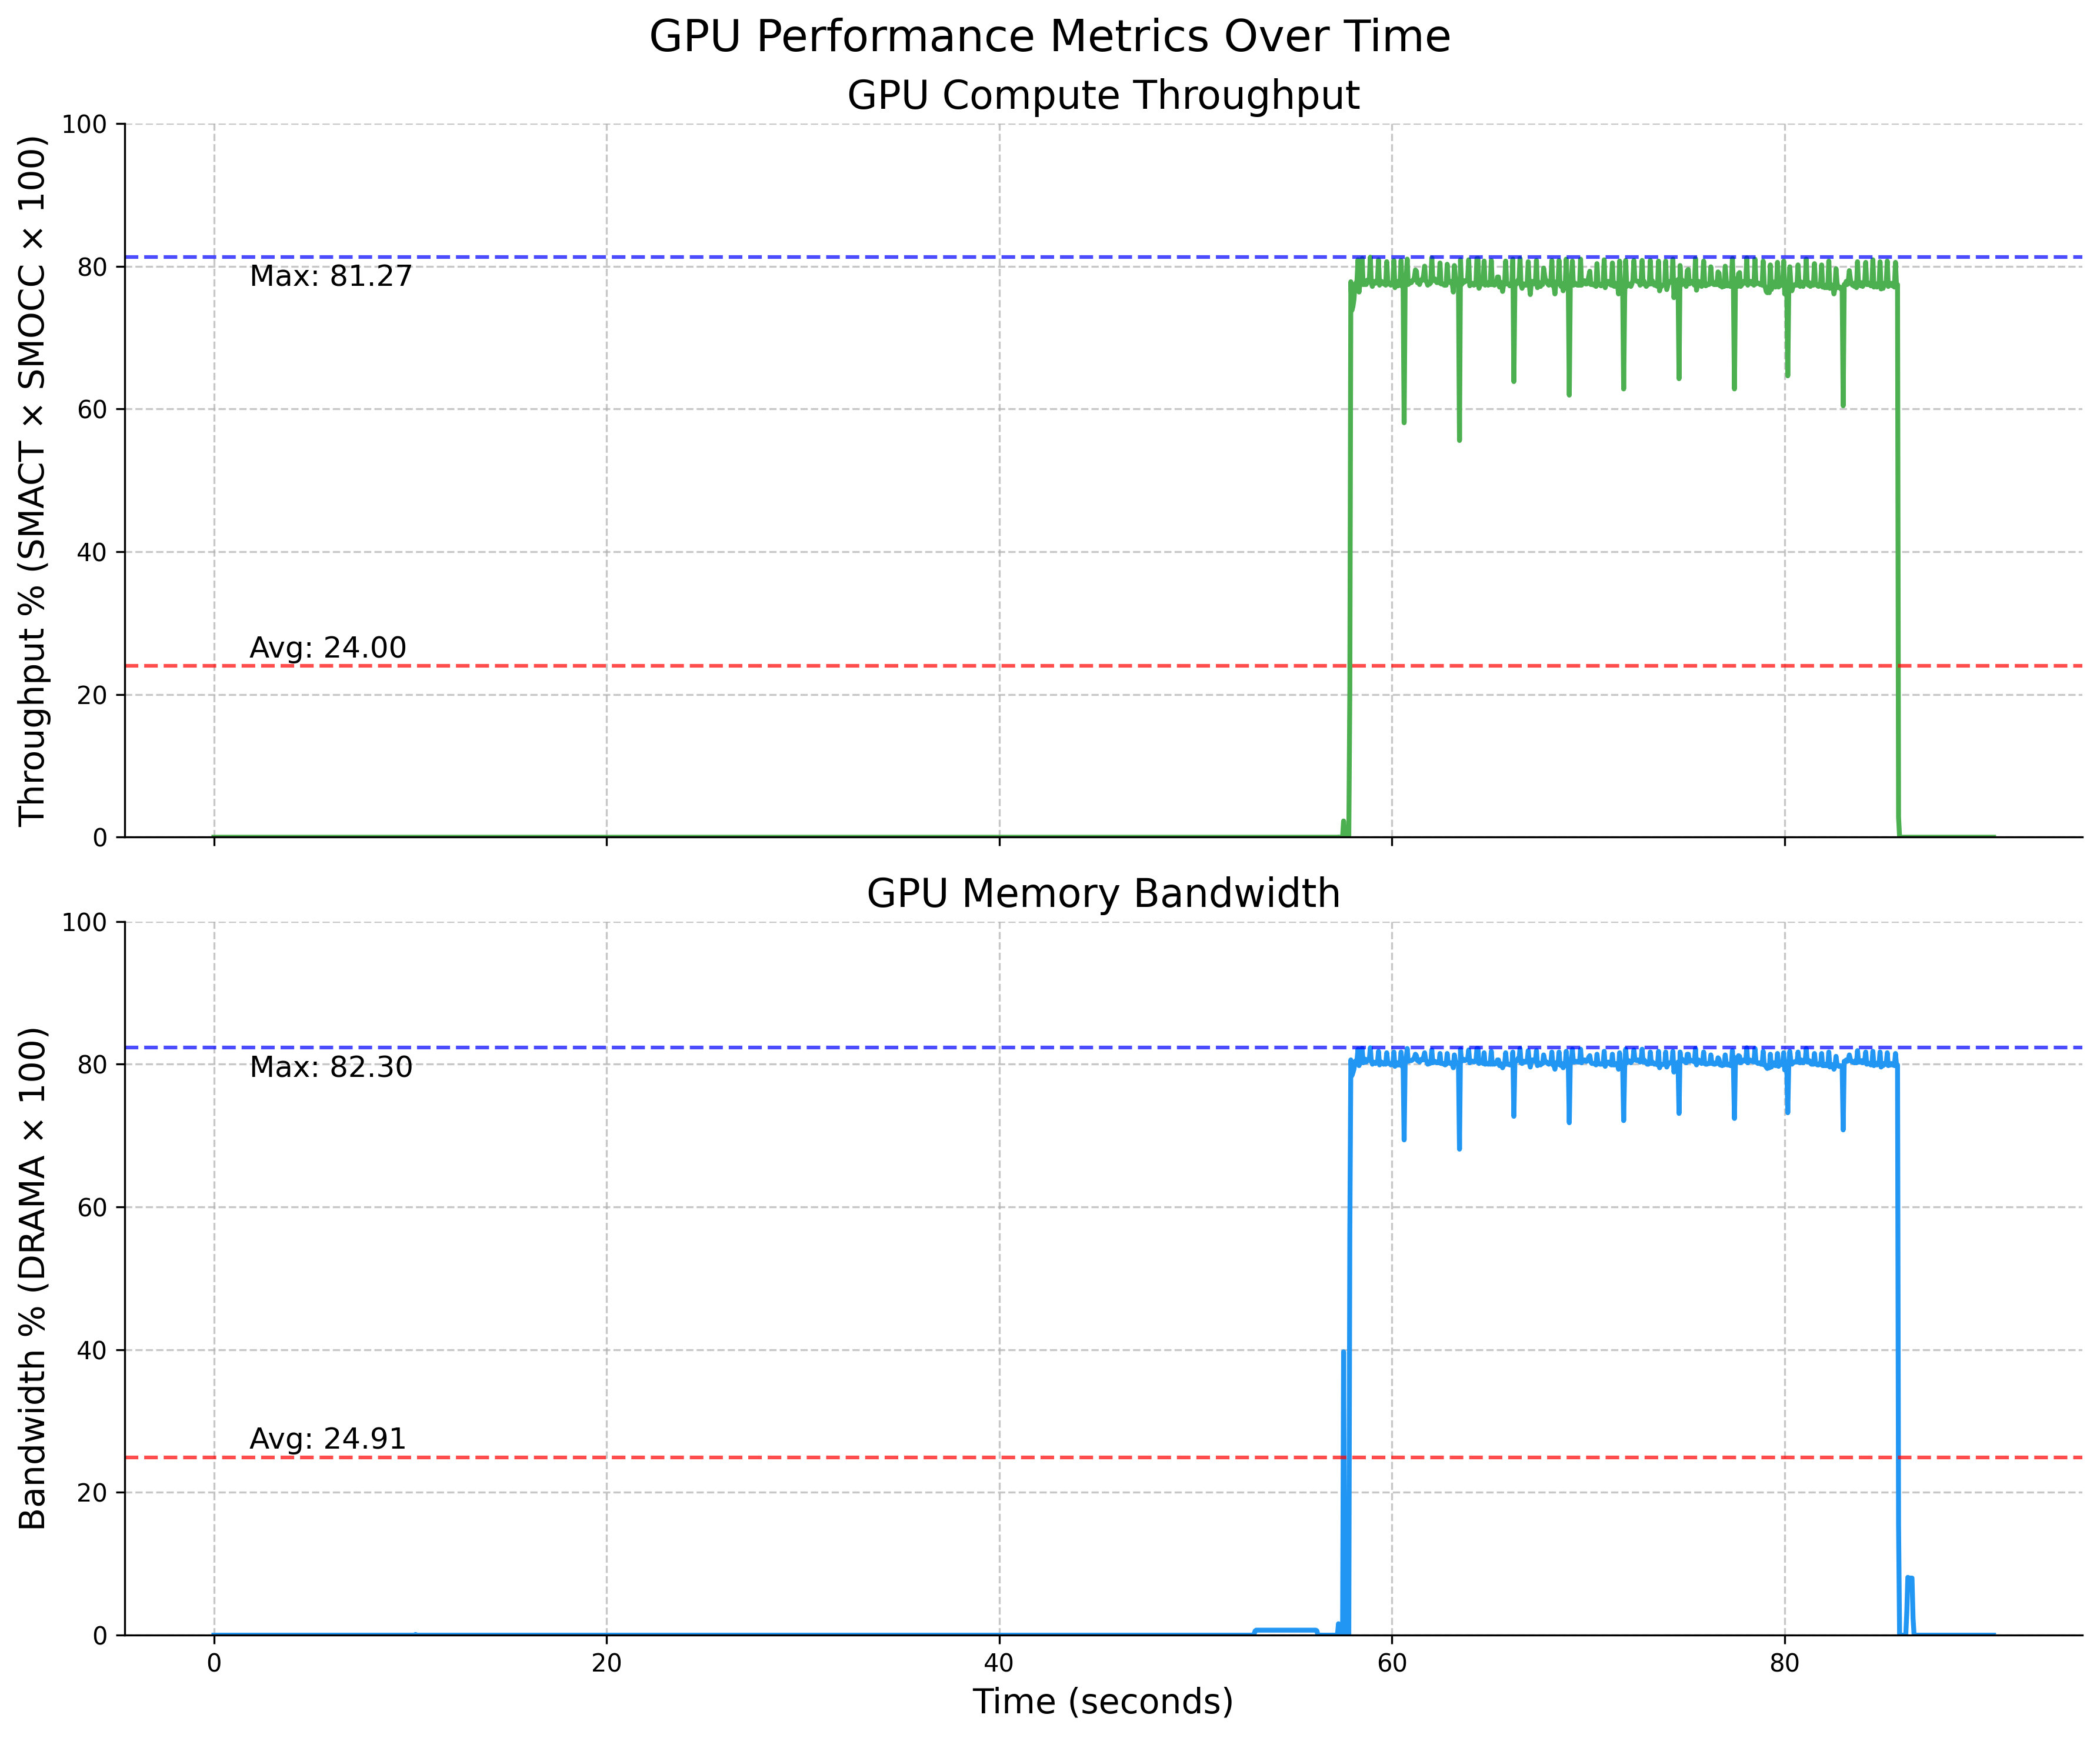 GPU Performance Metrics Over Time
GPU Compute Throughput
Throughput % (SMACT × SMOCC × 100)
100
80
60
40
20
0
Max: 81.27
Avg: 24.00
GPU Memory Bandwidth
Bandwidth % (DRAMA × 100)
100
80
60
40
20
0
Max: 82.30
Avg: 24.91
0 20 40 60 80
Time (seconds)